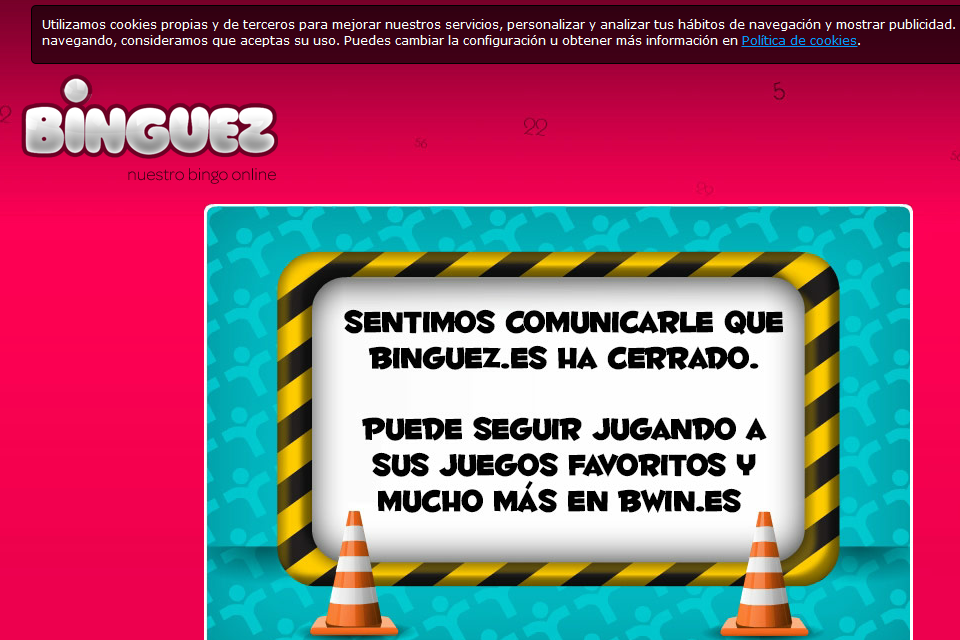 Utilizamos cookies propias y de terceros para mejorar nuestros servicios, personalizar y analizar tus hábitos de navegación y mostrar publicidad.
navegando, consideramos que aceptas su uso. Puedes cambiar la configuración u obtener más información en Política de cookies.
5
22
56
BINGUEZ
nuestro bingo online
SENTIMOS COMUNICARLE QUE
BINGUEZ.ES HA CERRADO.
PUEDE SEGUIR JUGANDO A
SUS JUEGOS FAVORITOS Y
MUCHO MÁS EN BWIN.ES